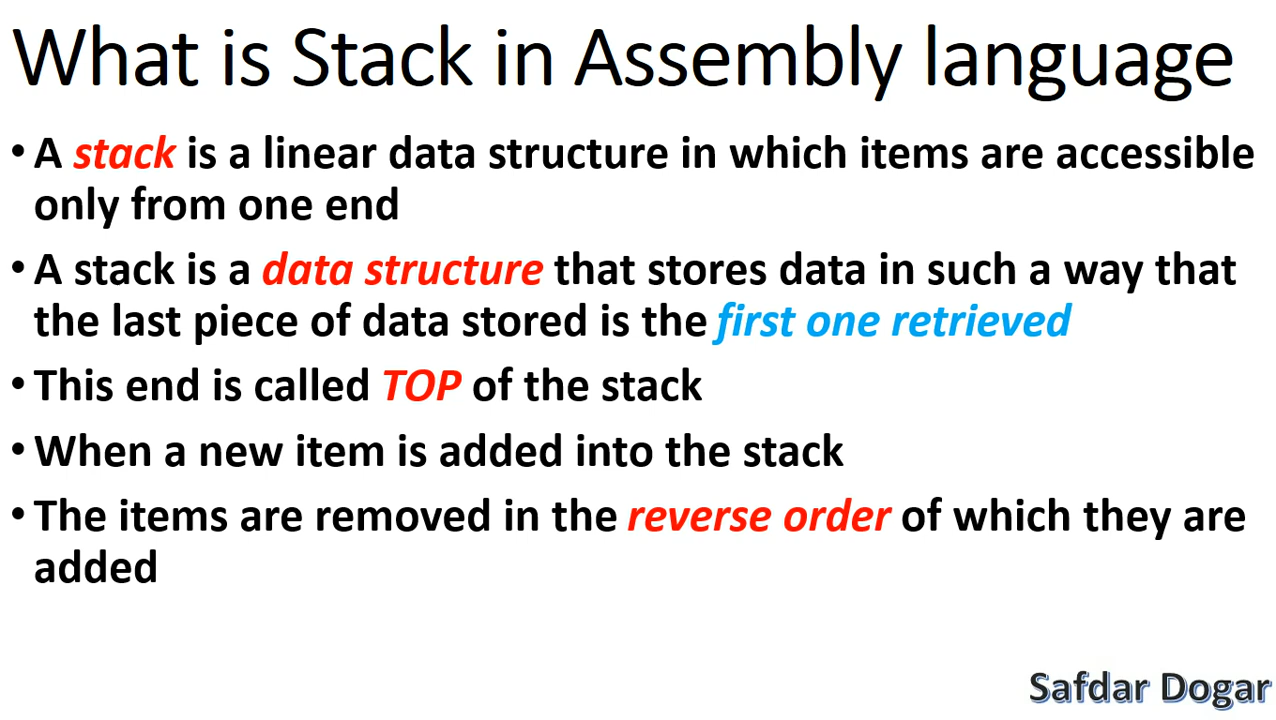 What is Stack in Assembly language
• A stack is a linear data structure in which items are accessible
only from one end
• A stack is a data structure that stores data in such a way that
the last piece of data stored is the first one retrieved
• This end is called TOP of the stack
• When a new item is added into the stack
• The items are removed in the reverse order of which they are
added
Safdar Dogar